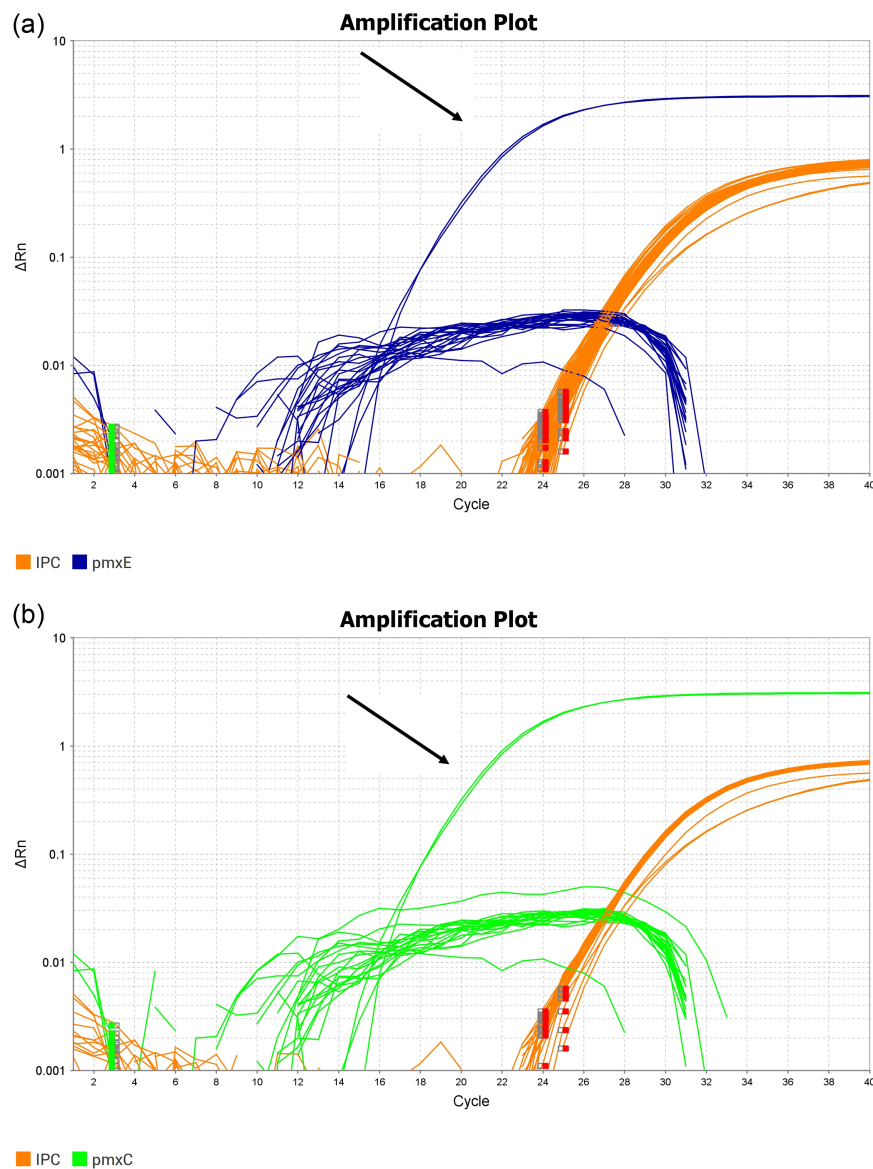 (a)
Amplification Plot
10
1
0.1
0.01
0.001
ΔRn
2 4 6 8 10 12 14 16 18 20 22 24 26 28 30 32 34 36 38 40
Cycle
IPC pmxE
(b)
Amplification Plot
10
1
0.1
0.01
0.001
ΔRn
2 4 6 8 10 12 14 16 18 20 22 24 26 28 30 32 34 36 38 40
Cycle
IPC pmxC